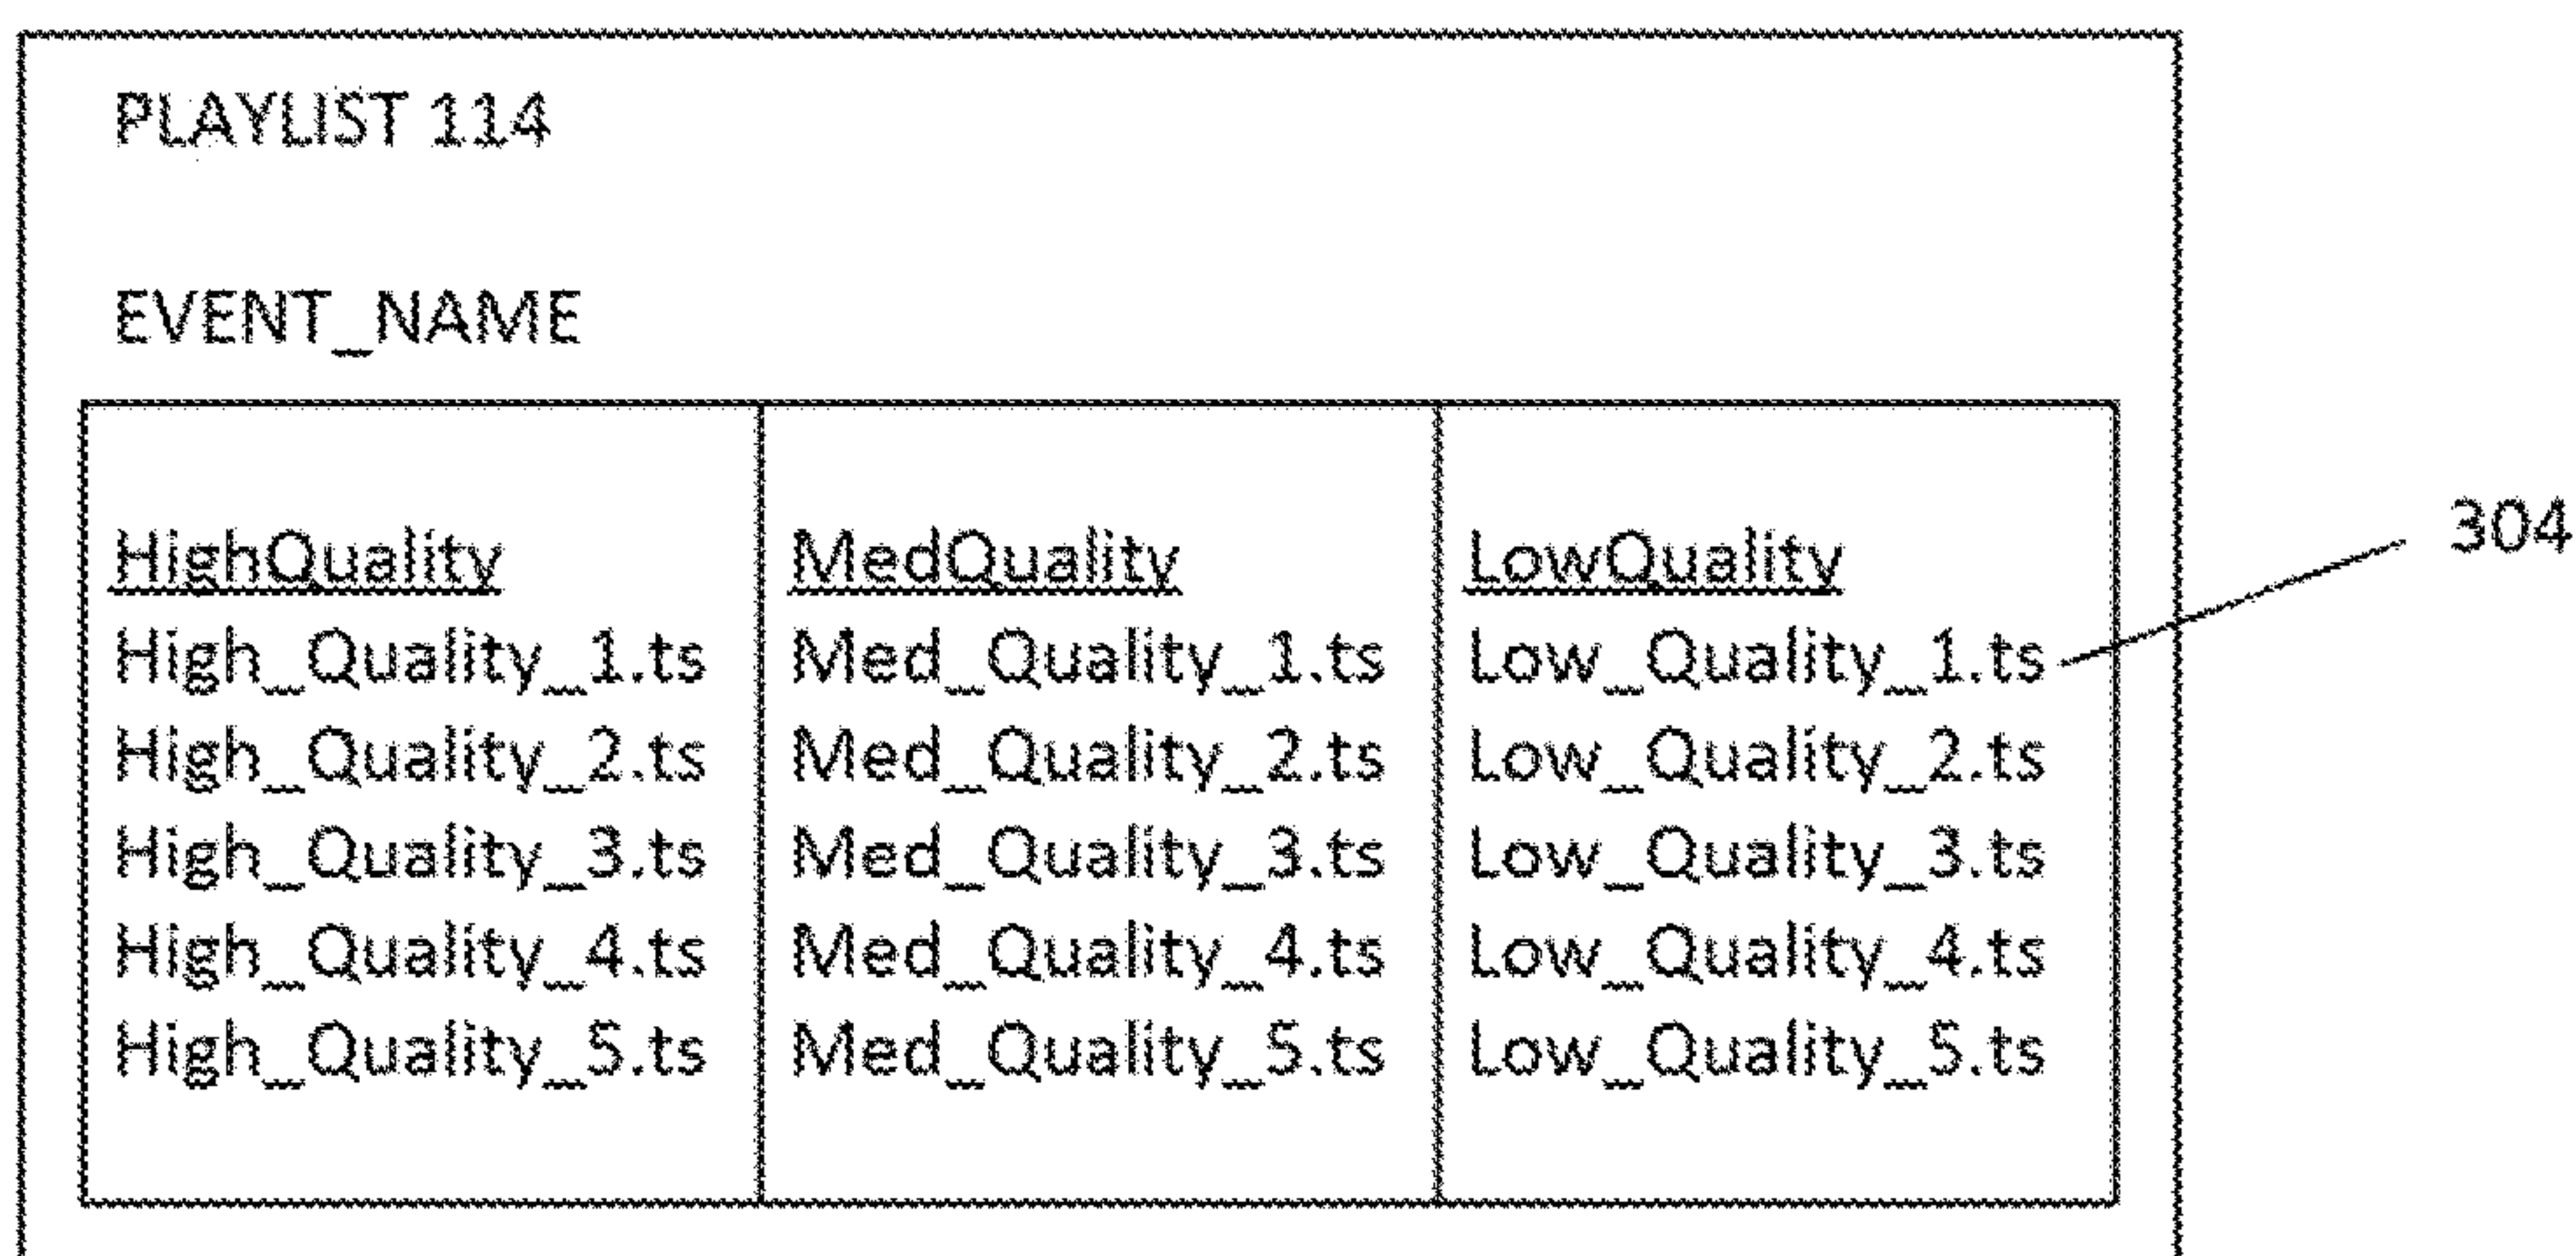 PLAYLIST 114
EVENT_NAME
HighQuality MedQuality LowQuality
304
High_Quality_1.ts Med_Quality_1.ts Low_Quality_1.ts
High_Quality_2.ts Med_Quality_2.ts Low_Quality_2.ts
High_Quality_3.ts Med_Quality_3.ts Low_Quality_3.ts
High_Quality_4.ts Med_Quality_4.ts Low_Quality_4.ts
High_Quality_5.ts Med_Quality_5.ts Low_Quality_5.ts